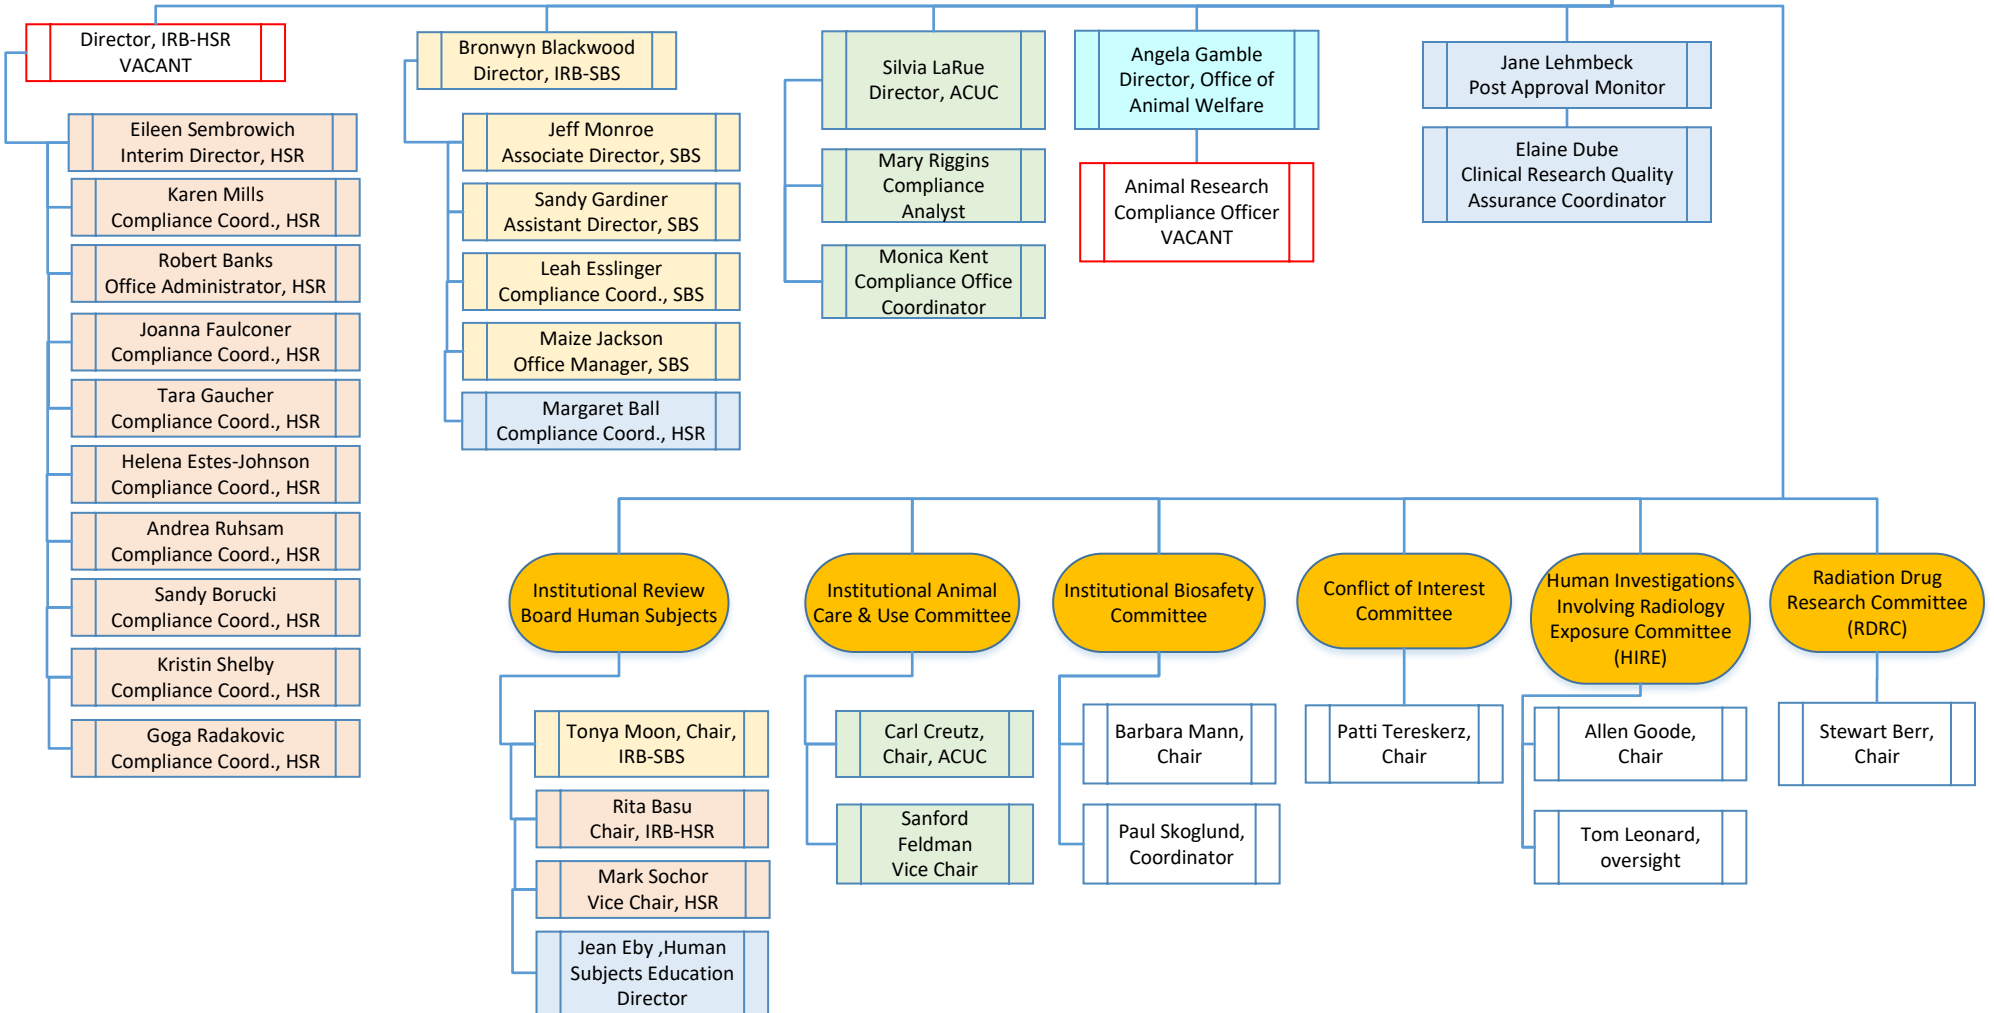 Director, IRB-HSR
VACANT
Eileen Sembrowich
Interim Director, HSR
Karen Mills
Compliance Coord., HSR
Robert Banks
Office Administrator, HSR
Joanna Faulconer
Compliance Coord., HSR
Tara Gaucher
Compliance Coord., HSR
Helena Estes-Johnson
Compliance Coord., HSR
Andrea Ruhsam
Compliance Coord., HSR
Sandy Borucki
Compliance Coord., HSR
Kristin Shelby
Compliance Coord., HSR
Goga Radakovic
Compliance Coord., HSR
Bronwyn Blackwood
Director, IRB-SBS
Jeff Monroe
Associate Director, SBS
Sandy Gardiner
Assistant Director, SBS
Leah Esslinger
Compliance Coord., SBS
Maize Jackson
Office Manager, SBS
Margaret Ball
Compliance Coord., HSR
Silvia LaRue
Director, ACUC
Mary Riggins
Compliance
Analyst
Monica Kent
Compliance Office
Coordinator
Angela Gamble
Director, Office of
Animal Welfare
Animal Research
Compliance Officer
VACANT
Jane Lehmbeck
Post Approval Monitor
Elaine Dube
Clinical Research Quality
Assurance Coordinator
Institutional Review
Board Human Subjects
Tonya Moon, Chair,
IRB-SBS
Rita Basu
Chair, IRB-HSR
Mark Sochor
Vice Chair, HSR
Jean Eby ,Human
Subjects Education
Director
Institutional Animal
Care & Use Committee
Carl Creutz,
Chair, ACUC
Sanford
Feldman
Vice Chair
Institutional Biosafety
Committee
Barbara Mann,
Chair
Paul Skoglund,
Coordinator
Conflict of Interest
Committee
Patti Tereskerz,
Chair
Human Investigations
Involving Radiology
Exposure Committee
(HIRE)
Allen Goode,
Chair
Tom Leonard,
oversight
Radiation Drug
Research Committee
(RDRC)
Stewart Berr,
Chair